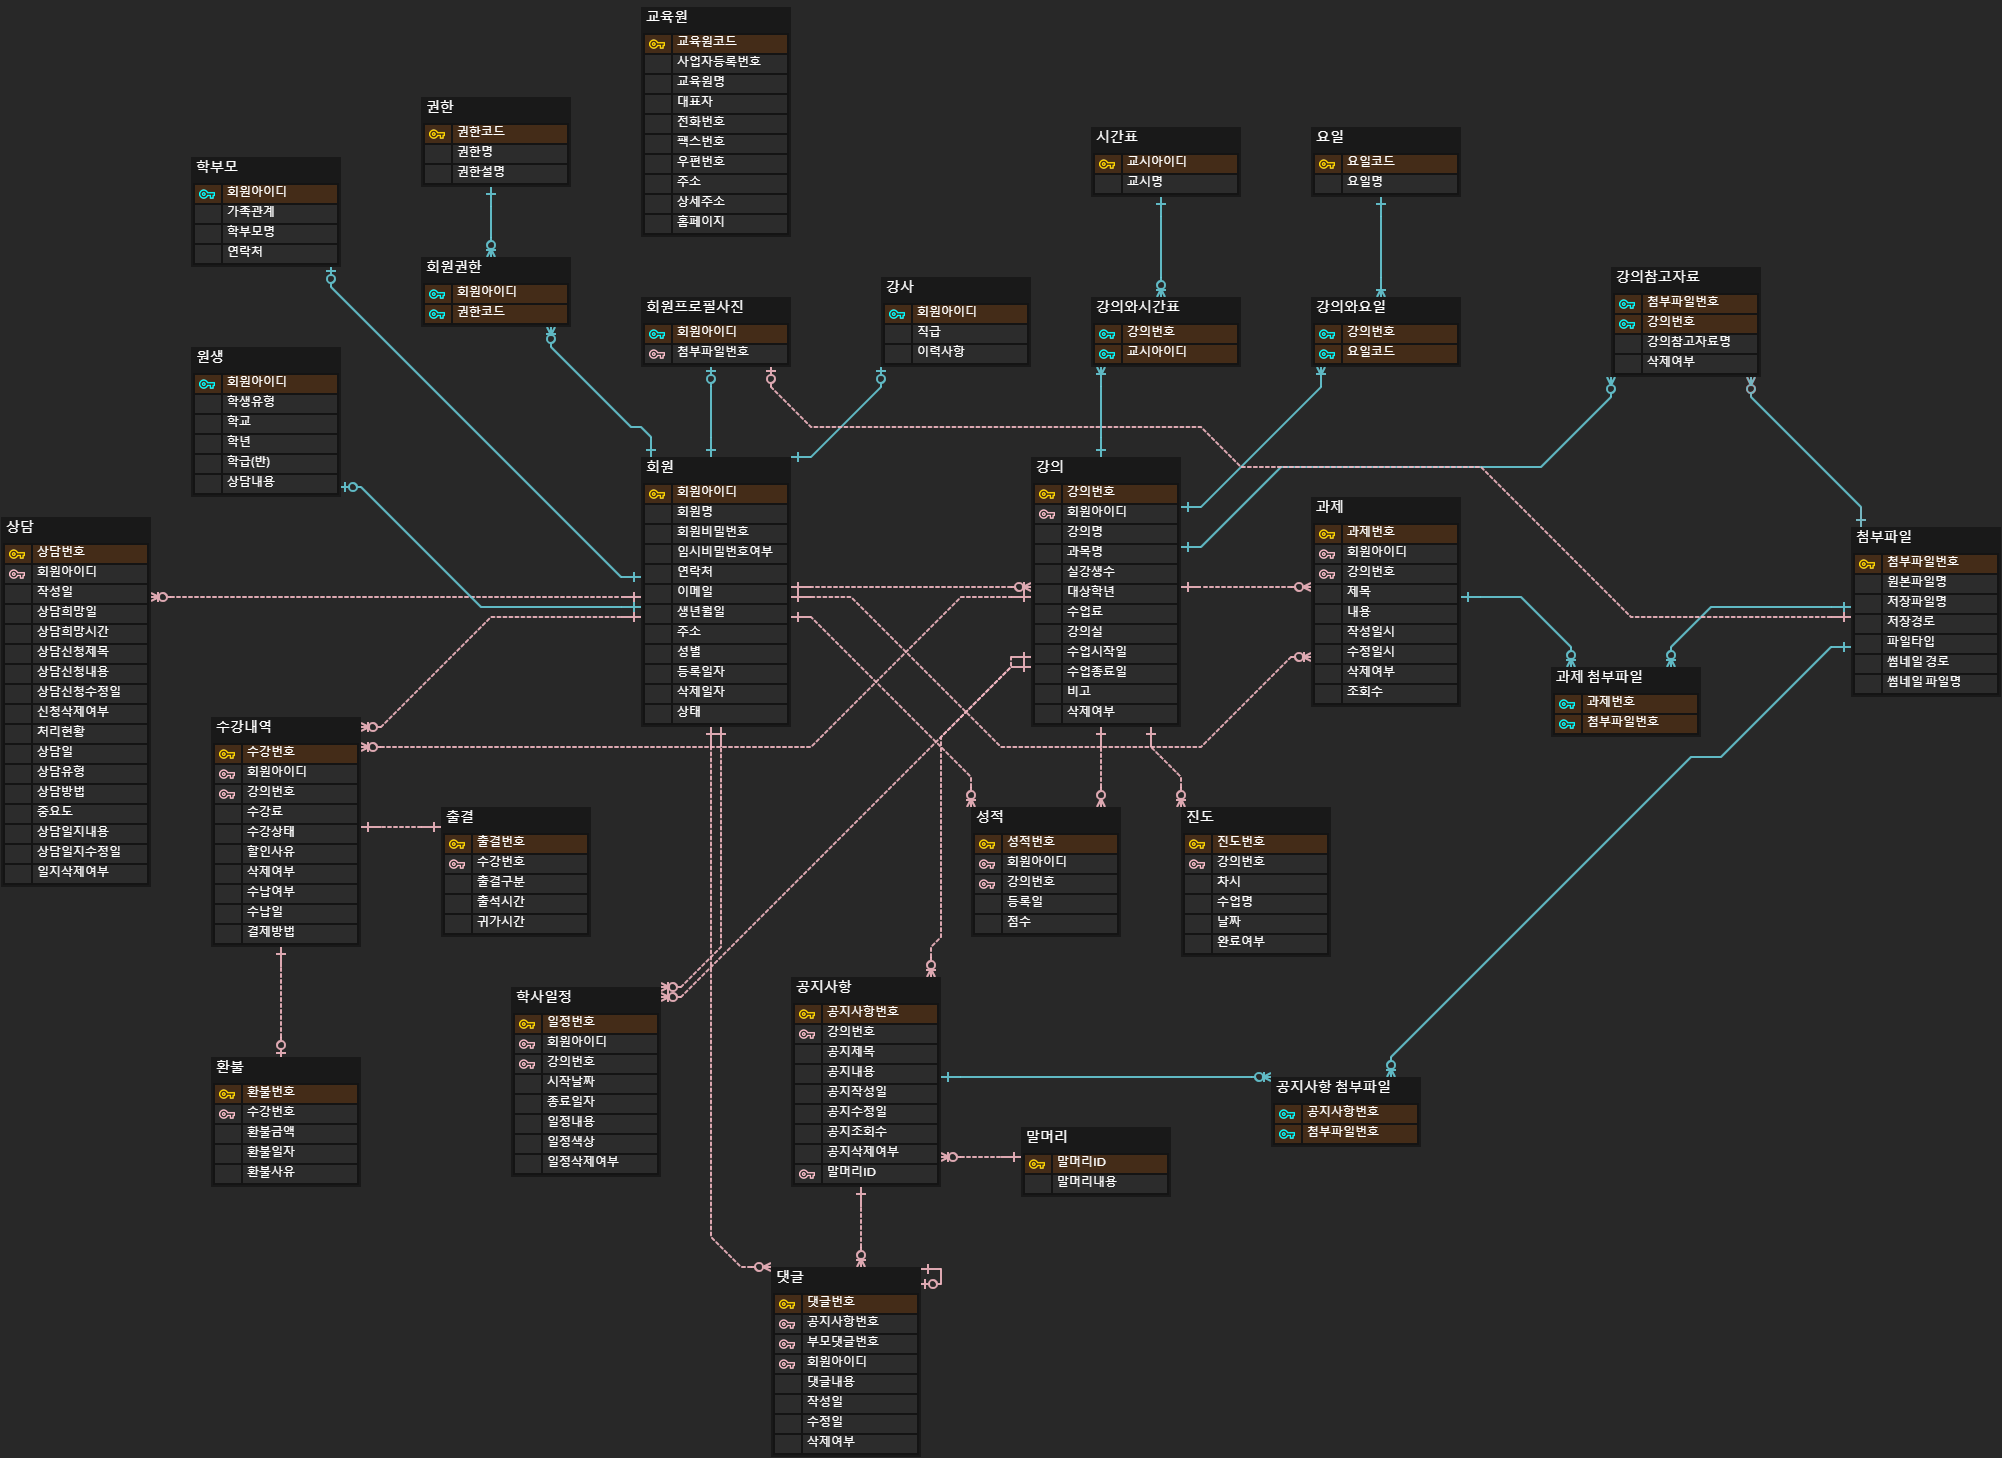 교육원
교육원코드
사업자등록번호
교육원명
대표자
전화번호
팩스번호
우편번호
주소
상세주소
홈페이지
권한
권한코드
권한명
권한설명
시간표
교시아이디
교시명
요일
요일코드
요일명
학부모
회원아이디
가족관계
학부모명
연락처
회원권한
회원아이디
권한코드
회원프로필사진
회원아이디
첨부파일번호
강사
회원아이디
직급
이력사항
강의와시간표
강의번호
교시아이디
강의와요일
강의번호
요일코드
강의참고자료
첨부파일번호
강의번호
강의참고자료명
삭제여부
원생
회원아이디
학생유형
학교
학년
학급(반)
상담내용
회원
회원아이디
회원명
회원비밀번호
임시비밀번호여부
연락처
이메일
생년월일
주소
성별
등록일자
삭제일자
상태
강의
강의번호
회원아이디
강의명
과목명
실강생수
대상학년
수업료
강의실
수업시작일
수업종료일
비고
삭제여부
과제
과제번호
회원아이디
강의번호
제목
내용
작성일시
수정일시
삭제여부
조회수
첨부파일
첨부파일번호
원본파일명
저장파일명
저장경로
파일타입
썸네일 경로
썸네일 파일명
상담
상담번호
회원아이디
작성일
상담희망일
상담희망시간
상담신청제목
상담신청내용
상담신청수정일
신청삭제여부
처리현황
상담일
상담유형
상담방법
중요도
상담일지내용
상담일지수정일
일지삭제여부
과제 첨부파일
과제번호
첨부파일번호
수강내역
수강번호
회원아이디
강의번호
수강료
수강상태
할인사유
삭제여부
수납여부
수납일
결제방법
출결
출결번호
수강번호
출결구분
출석시간
귀가시간
성적
성적번호
회원아이디
강의번호
등록일
점수
진도
진도번호
강의번호
차시
수업명
날짜
완료여부
학사일정
일정번호
회원아이디
강의번호
시작날짜
종료일자
일정내용
일정색상
일정삭제여부
공지사항
공지사항번호
강의번호
공지제목
공지내용
공지작성일
공지수정일
공지조회수
공지삭제여부
말머리ID
환불
환불번호
수강번호
환불금액
환불일자
환불사유
공지사항 첨부파일
공지사항번호
첨부파일번호
말머리
말머리ID
말머리내용
댓글
댓글번호
공지사항번호
부모댓글번호
회원아이디
댓글내용
작성일
수정일
삭제여부